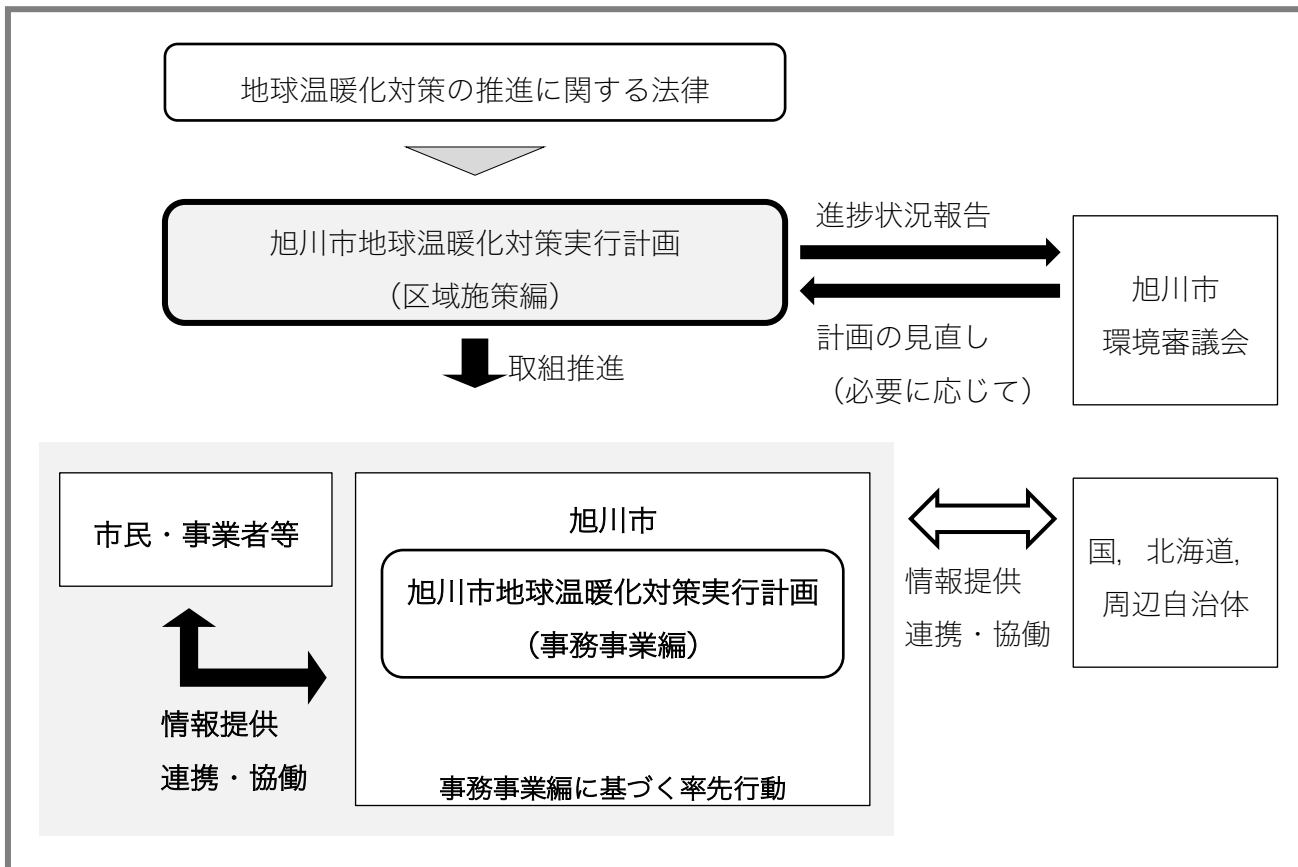 地球温暖化対策の推進に関する法律
旭川市地球温暖化対策実行計画
（区域施策編）
進捗状況報告
計画の見直し
（必要に応じて）
旭川市
環境審議会
取組推進
市民・事業者等
旭川市
旭川市地球温暖化対策実行計画
（事務事業編）
情報提供
連携・協働
事務事業編に基づく率先行動
情報提供
連携・協働
国，北海道，
周辺自治体